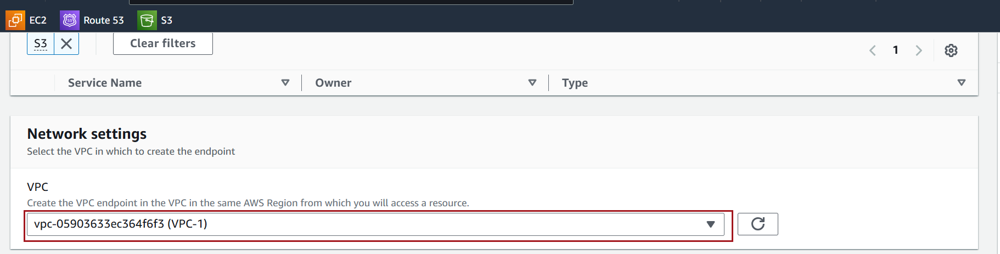 EC2 Route 53 S3
S3 Clear filters 1
Service Name Owner Type
Network settings
Select the VPC in which to create the endpoint
VPC
Create the VPC endpoint in the VPC in the same AWS Region from which you will access a resource.
vpc-05903633ec364f6f3 (VPC-1)